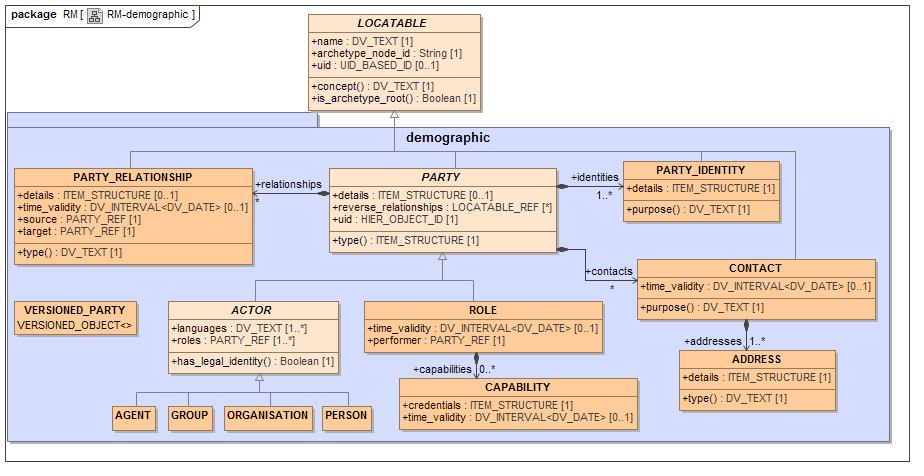 package RM [ RM-demographic ]
LOCATABLE
+name : DV_TEXT [1]
+archetype_node_id : String [1]
+uid : UID_BASED_ID [0..1]
+concept() : DV_TEXT [1]
+is_archetype_root() : Boolean [1]
demographic
PARTY_RELATIONSHIP
+details : ITEM_STRUCTURE [0..1]
+time_validity : DV_INTERVAL<DV_DATE> [0..1]
+source : PARTY_REF [1]
+target : PARTY_REF [1]
+type() : DV_TEXT [1]
+relationships
*
PARTY
+details : ITEM_STRUCTURE [0..1]
+reverse_relationships : LOCATABLE_REF [*]
+uid : HIER_OBJECT_ID [1]
+type() : ITEM_STRUCTURE [1]
+identities
1..*
PARTY_IDENTITY
+details : ITEM_STRUCTURE [1]
+purpose() : DV_TEXT [1]
+contacts
*
CONTACT
+time_validity : DV_INTERVAL<DV_DATE> [0..1]
+purpose() : DV_TEXT [1]
+addresses 1..*
ADDRESS
+details : ITEM_STRUCTURE [1]
+type() : DV_TEXT [1]
VERSIONED_PARTY
VERSIONED_OBJECT<>
ACTOR
+languages : DV_TEXT [1..*]
+roles : PARTY_REF [1..*]
+has_legal_identity() : Boolean [1]
ROLE
+time_validity : DV_INTERVAL<DV_DATE> [0..1]
+performer : PARTY_REF [1]
+capabilities 0..*
CAPABILITY
+credentials : ITEM_STRUCTURE [1]
+time_validity : DV_INTERVAL<DV_DATE> [0..1]
AGENT
GROUP
ORGANISATION
PERSON